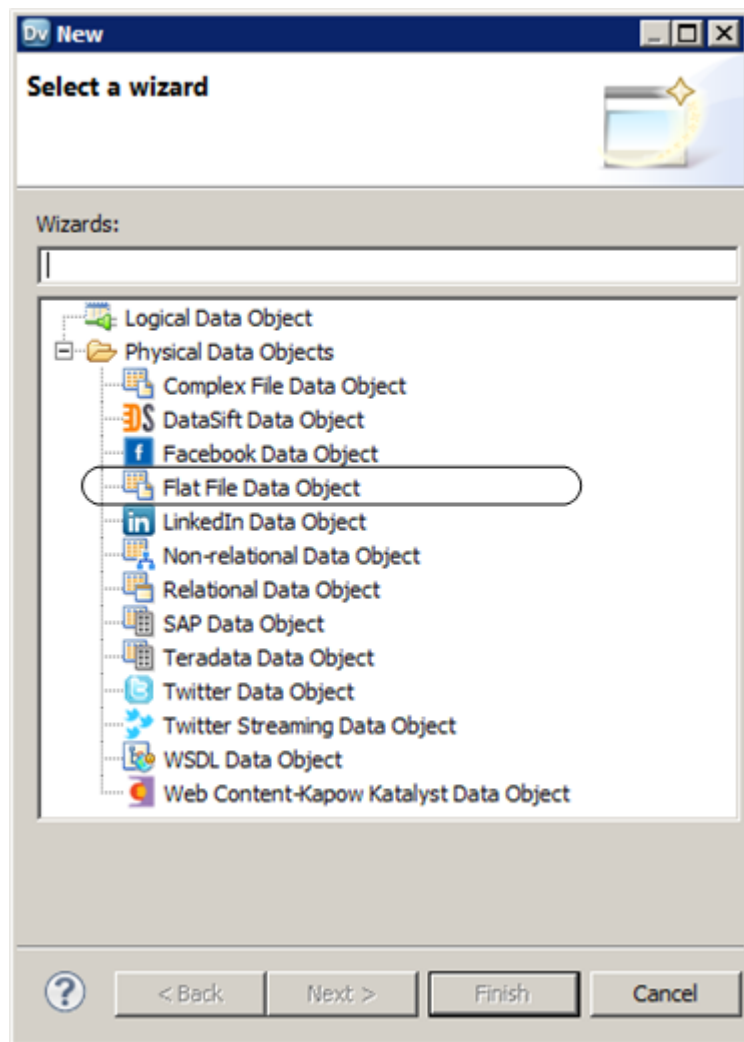 Dv New
Select a wizard
Wizards:
Logical Data Object
Physical Data Objects
Complex File Data Object
DS DataSift Data Object
f Facebook Data Object
Flat File Data Object
in LinkedIn Data Object
Non-relational Data Object
Relational Data Object
SAP Data Object
Teradata Data Object
Twitter Data Object
Twitter Streaming Data Object
WSDL Data Object
Web Content-Kapow Katalyst Data Object
? < Back Next > Finish Cancel